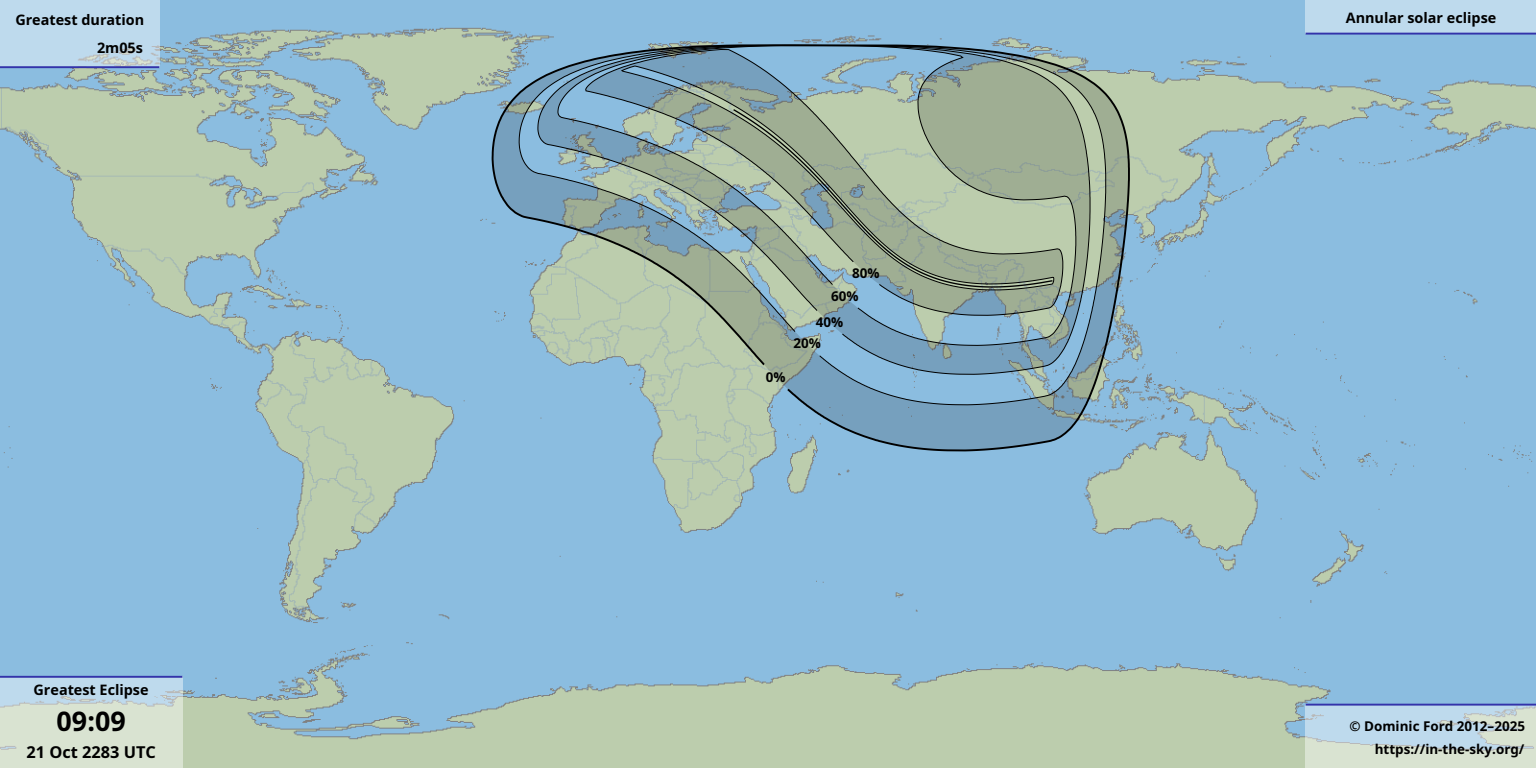 Greatest duration
2m05s
Annular solar eclipse
80%
60%
40%
20%
0%
Greatest Eclipse
09:09
21 Oct 2283 UTC
© Dominic Ford 2012–2025
https://in-the-sky.org/